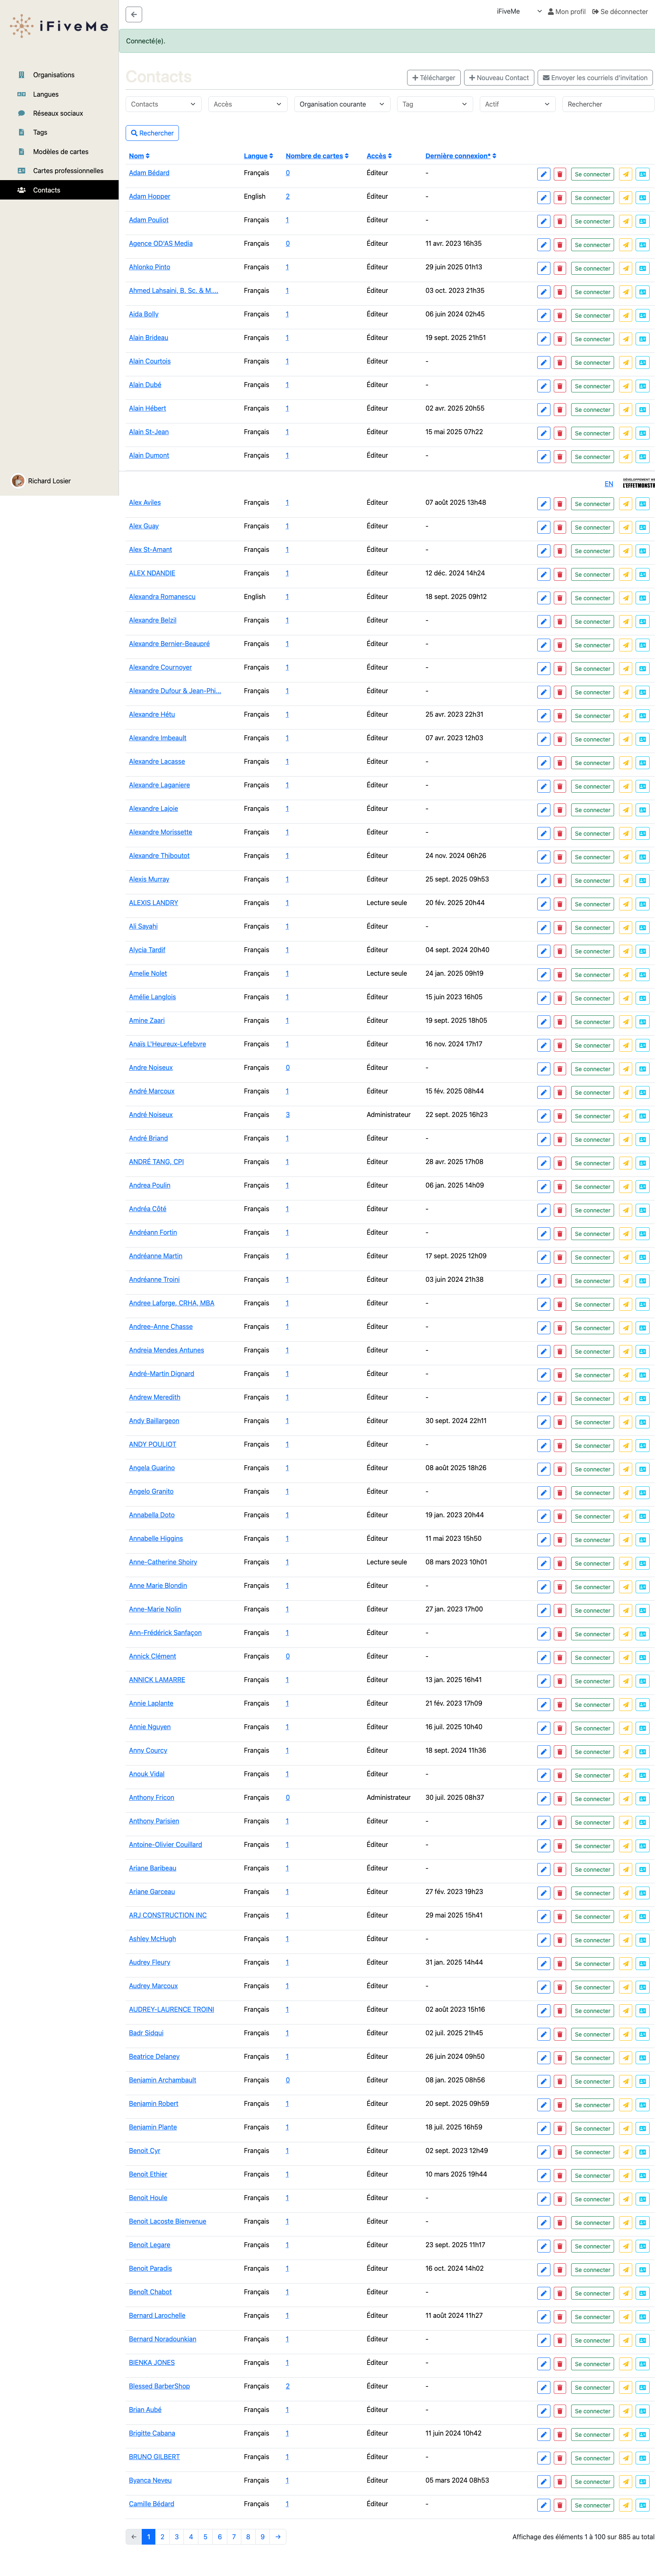 iFiveMe
iFiveMe Mon profil Se déconnecter
Connecté(e).
Organisations
Langues
Réseaux sociaux
Tags
Modèles de cartes
Cartes professionnelles
Contacts
Richard Losier
Contacts
Télécharger Nouveau Contact Envoyer les courriels d'invitation
Contacts Accès Organisation courante Tag Actif Rechercher
Rechercher
Nom Langue Nombre de cartes Accès Dernière connexion*
Adam Bédard Français 0 Éditeur - Se connecter
Adam Hopper English 2 Éditeur - Se connecter
Adam Pouliot Français 1 Éditeur - Se connecter
Agence OD'AS Media Français 0 Éditeur 11 avr. 2023 16h35 Se connecter
Ahlonko Pinto Français 1 Éditeur 29 juin 2025 01h13 Se connecter
Ahmed Lahsaini, B. Sc. & M.... Français 1 Éditeur 03 oct. 2023 21h35 Se connecter
Aida Bolly Français 1 Éditeur 06 juin 2024 02h45 Se connecter
Alain Brideau Français 1 Éditeur 19 sept. 2025 21h51 Se connecter
Alain Courtois Français 1 Éditeur - Se connecter
Alain Dubé Français 1 Éditeur - Se connecter
Alain Hébert Français 1 Éditeur 02 avr. 2025 20h55 Se connecter
Alain St-Jean Français 1 Éditeur 15 mai 2025 07h22 Se connecter
Alain Dumont Français 1 Éditeur - Se connecter
EN DÉVELOPPEMENT WE
L'EFFETMONSTR
Alex Aviles Français 1 Éditeur 07 août 2025 13h48 Se connecter
Alex Guay Français 1 Éditeur - Se connecter
Alex St-Amant Français 1 Éditeur - Se connecter
ALEX NDANDIE Français 1 Éditeur 12 déc. 2024 14h24 Se connecter
Alexandra Romanescu English 1 Éditeur 18 sept. 2025 09h12 Se connecter
Alexandre Belzil Français 1 Éditeur - Se connecter
Alexandre Bernier-Beaupré Français 1 Éditeur - Se connecter
Alexandre Cournoyer Français 1 Éditeur - Se connecter
Alexandre Dufour & Jean-Phi... Français 1 Éditeur - Se connecter
Alexandre Hétu Français 1 Éditeur 25 avr. 2023 22h31 Se connecter
Alexandre Imbeault Français 1 Éditeur 07 avr. 2023 12h03 Se connecter
Alexandre Lacasse Français 1 Éditeur - Se connecter
Alexandre Laganiere Français 1 Éditeur - Se connecter
Alexandre Lajoie Français 1 Éditeur - Se connecter
Alexandre Morissette Français 1 Éditeur - Se connecter
Alexandre Thiboutot Français 1 Éditeur 24 nov. 2024 06h26 Se connecter
Alexis Murray Français 1 Éditeur 25 sept. 2025 09h53 Se connecter
ALEXIS LANDRY Français 1 Lecture seule 20 fév. 2025 20h44 Se connecter
Ali Sayahi Français 1 Éditeur - Se connecter
Alycia Tardif Français 1 Éditeur 04 sept. 2024 20h40 Se connecter
Amelie Nolet Français 1 Lecture seule 24 jan. 2025 09h19 Se connecter
Amélie Langlois Français 1 Éditeur 15 juin 2023 16h05 Se connecter
Amine Zaari Français 1 Éditeur 19 sept. 2025 18h05 Se connecter
Anaïs L'Heureux-Lefebvre Français 1 Éditeur 16 nov. 2024 17h17 Se connecter
Andre Noiseux Français 0 Éditeur - Se connecter
André Marcoux Français 1 Éditeur 15 fév. 2025 08h44 Se connecter
André Noiseux Français 3 Administrateur 22 sept. 2025 16h23 Se connecter
André Briand Français 1 Éditeur - Se connecter
ANDRÉ TANG, CPI Français 1 Éditeur 28 avr. 2025 17h08 Se connecter
Andrea Poulin Français 1 Éditeur 06 jan. 2025 14h09 Se connecter
Andréa Côté Français 1 Éditeur - Se connecter
Andréann Fortin Français 1 Éditeur - Se connecter
Andréanne Martin Français 1 Éditeur 17 sept. 2025 12h09 Se connecter
Andréanne Troini Français 1 Éditeur 03 juin 2024 21h38 Se connecter
Andree Laforge, CRHA, MBA Français 1 Éditeur - Se connecter
Andree-Anne Chasse Français 1 Éditeur - Se connecter
Andreia Mendes Antunes Français 1 Éditeur - Se connecter
André-Martin Dignard Français 1 Éditeur - Se connecter
Andrew Meredith Français 1 Éditeur - Se connecter
Andy Baillargeon Français 1 Éditeur 30 sept. 2024 22h11 Se connecter
ANDY POULIOT Français 1 Éditeur - Se connecter
Angela Guarino Français 1 Éditeur 08 août 2025 18h26 Se connecter
Angelo Granito Français 1 Éditeur - Se connecter
Annabella Doto Français 1 Éditeur 19 jan. 2023 20h44 Se connecter
Annabelle Higgins Français 1 Éditeur 11 mai 2023 15h50 Se connecter
Anne-Catherine Shoiry Français 1 Lecture seule 08 mars 2023 10h01 Se connecter
Anne Marie Blondin Français 1 Éditeur - Se connecter
Anne-Marie Nolin Français 1 Éditeur 27 jan. 2023 17h00 Se connecter
Ann-Frédérick Sanfaçon Français 1 Éditeur - Se connecter
Annick Clément Français 0 Éditeur - Se connecter
ANNICK LAMARRE Français 1 Éditeur 13 jan. 2025 16h41 Se connecter
Annie Laplante Français 1 Éditeur 21 fév. 2023 17h09 Se connecter
Annie Nguyen Français 1 Éditeur 16 juil. 2025 10h40 Se connecter
Anny Courcy Français 1 Éditeur 18 sept. 2024 11h36 Se connecter
Anouk Vidal Français 1 Éditeur - Se connecter
Anthony Fricon Français 0 Administrateur 30 juil. 2025 08h37 Se connecter
Anthony Parisien Français 1 Éditeur - Se connecter
Antoine-Olivier Couillard Français 1 Éditeur - Se connecter
Ariane Baribeau Français 1 Éditeur - Se connecter
Ariane Garceau Français 1 Éditeur 27 fév. 2023 19h23 Se connecter
ARJ CONSTRUCTION INC Français 1 Éditeur 29 mai 2025 15h41 Se connecter
Ashley McHugh Français 1 Éditeur - Se connecter
Audrey Fleury Français 1 Éditeur 31 jan. 2025 14h44 Se connecter
Audrey Marcoux Français 1 Éditeur - Se connecter
AUDREY-LAURENCE TROINI Français 1 Éditeur 02 août 2023 15h16 Se connecter
Badr Sidqui Français 1 Éditeur 02 juil. 2025 21h45 Se connecter
Beatrice Delaney Français 1 Éditeur 26 juin 2024 09h50 Se connecter
Benjamin Archambault Français 0 Éditeur 08 jan. 2025 08h56 Se connecter
Benjamin Robert Français 1 Éditeur 20 sept. 2025 09h59 Se connecter
Benjamin Plante Français 1 Éditeur 18 juil. 2025 16h59 Se connecter
Benoit Cyr Français 1 Éditeur 02 sept. 2023 12h49 Se connecter
Benoit Ethier Français 1 Éditeur 10 mars 2025 19h44 Se connecter
Benoit Houle Français 1 Éditeur - Se connecter
Benoit Lacoste Bienvenue Français 1 Éditeur - Se connecter
Benoit Legare Français 1 Éditeur 23 sept. 2025 11h17 Se connecter
Benoit Paradis Français 1 Éditeur 16 oct. 2024 14h02 Se connecter
Benoît Chabot Français 1 Éditeur - Se connecter
Bernard Larochelle Français 1 Éditeur 11 août 2024 11h27 Se connecter
Bernard Noradounkian Français 1 Éditeur - Se connecter
BIENKA JONES Français 1 Éditeur - Se connecter
Blessed BarberShop Français 2 Éditeur - Se connecter
Brian Aubé Français 1 Éditeur - Se connecter
Brigitte Cabana Français 1 Éditeur 11 juin 2024 10h42 Se connecter
BRUNO GILBERT Français 1 Éditeur - Se connecter
Byanca Neveu Français 1 Éditeur 05 mars 2024 08h53 Se connecter
Camille Bédard Français 1 Éditeur - Se connecter
← 1 2 3 4 5 6 7 8 9 → Affichage des éléments 1 à 100 sur 885 au total